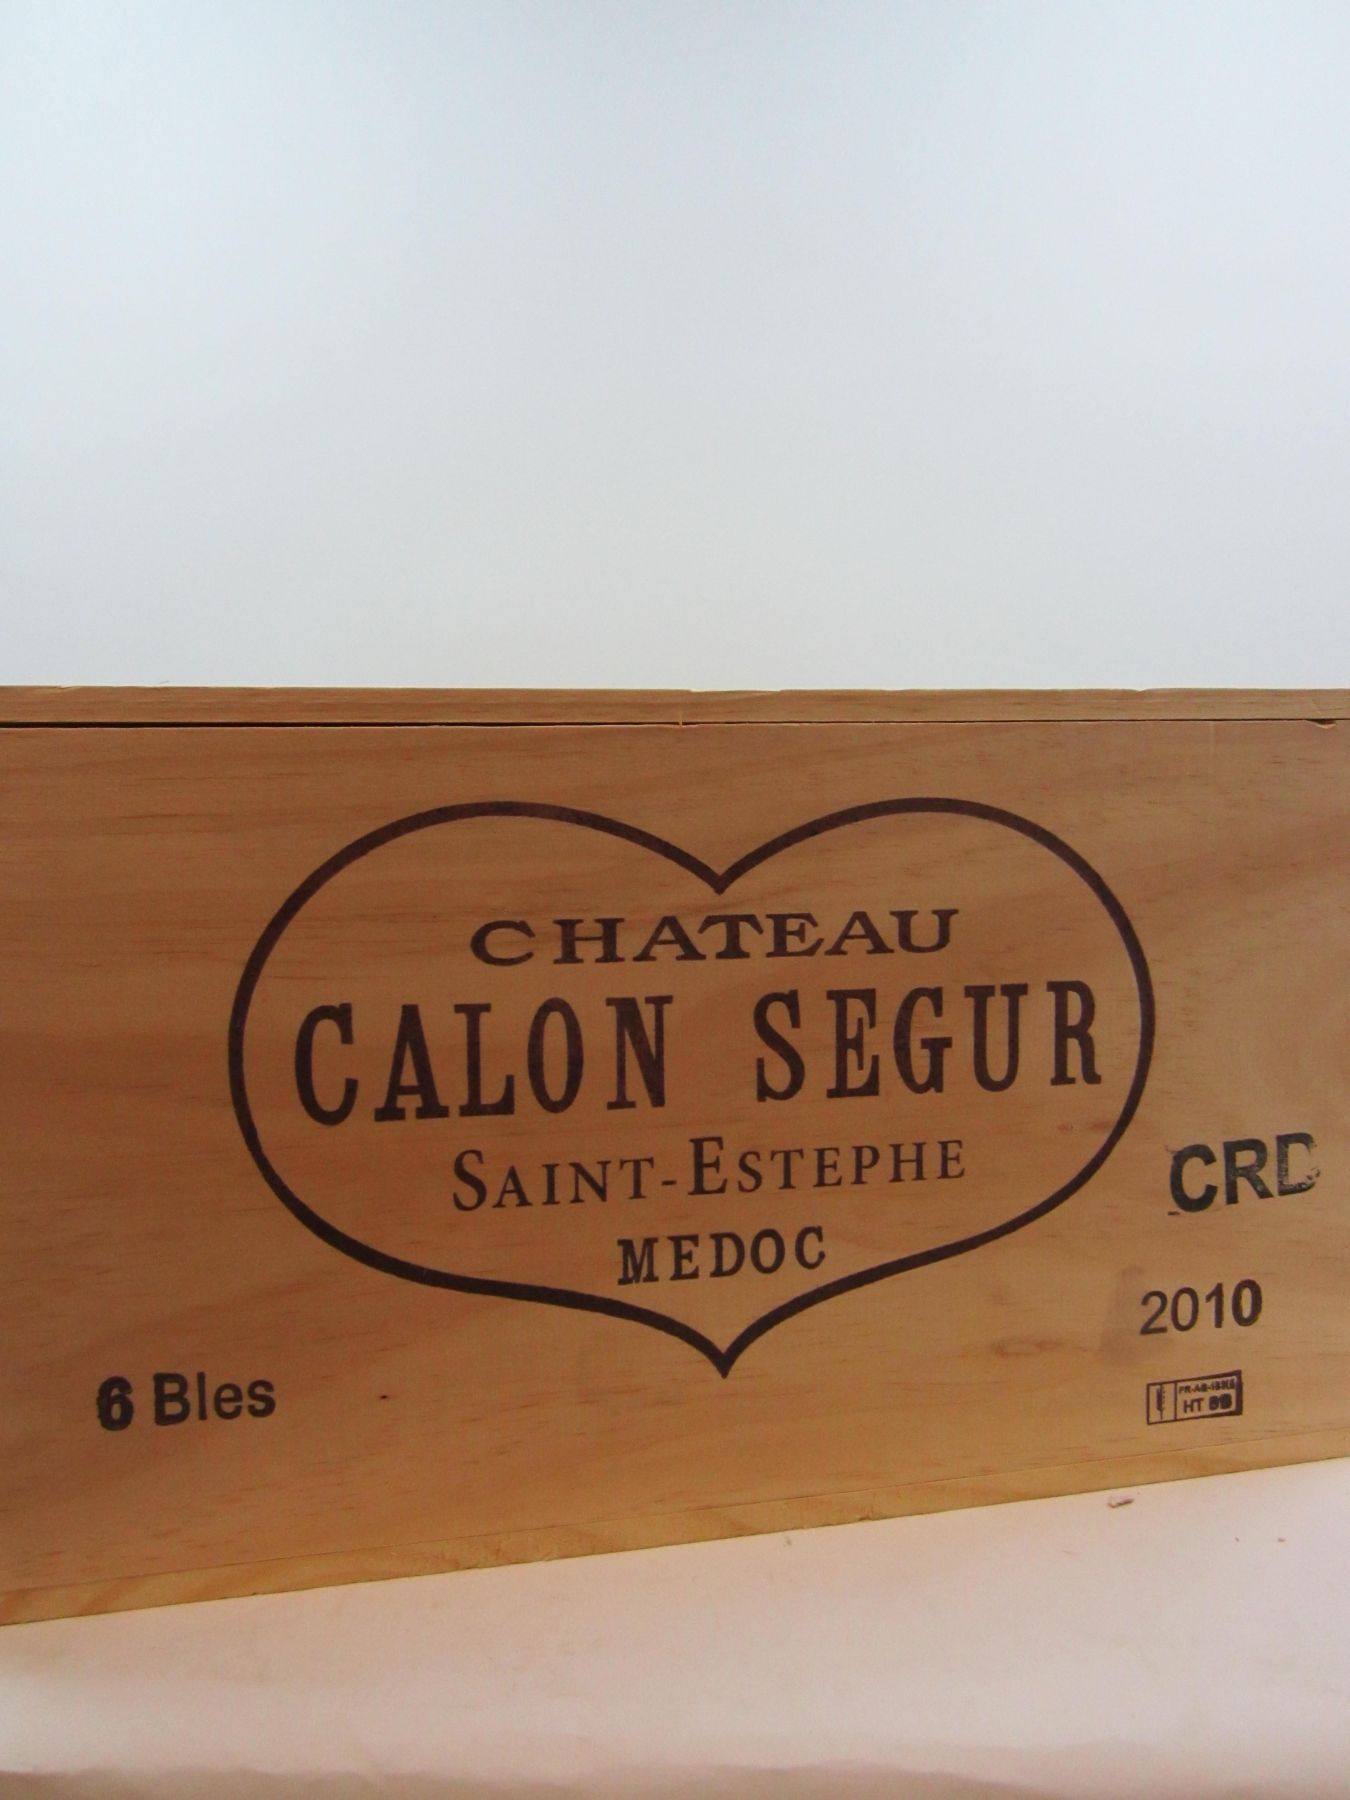 CHATEAU
CALON SEGUR
SAINT-ESTEPHE
MEDOC
CRD
2010
6 Bles
HT